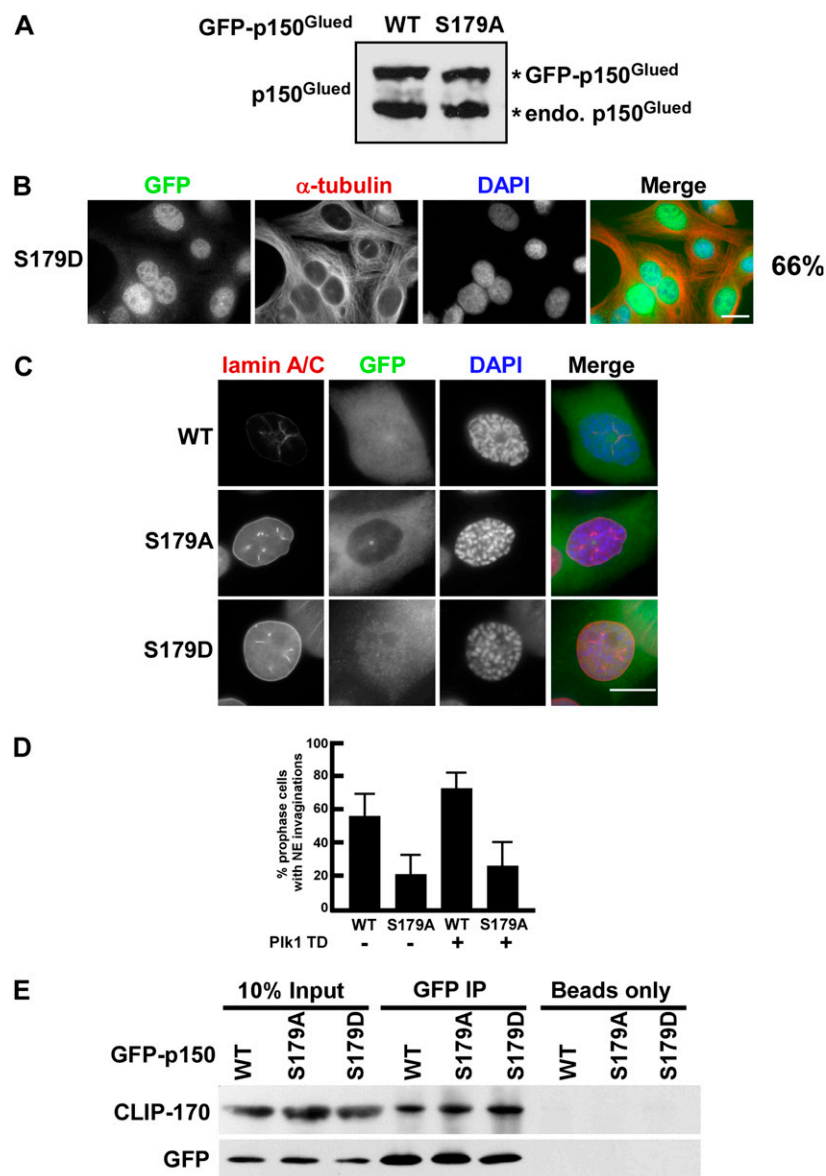 A
GFP-p150Glued WT S179A
p150Glued
* GFP-p150Glued
* endo. p150Glued
B
GFP α-tubulin DAPI Merge
S179D
66%
C
lamin A/C GFP DAPI Merge
WT
S179A
S179D
D
% prophase cells
with NE invaginations
100
80
60
40
20
0
WT S179A WT S179A
Plk1 TD - - + +
E
10% Input GFP IP Beads only
GFP-p150 WT S179A S179D WT S179A S179D WT S179A S179D
CLIP-170
GFP